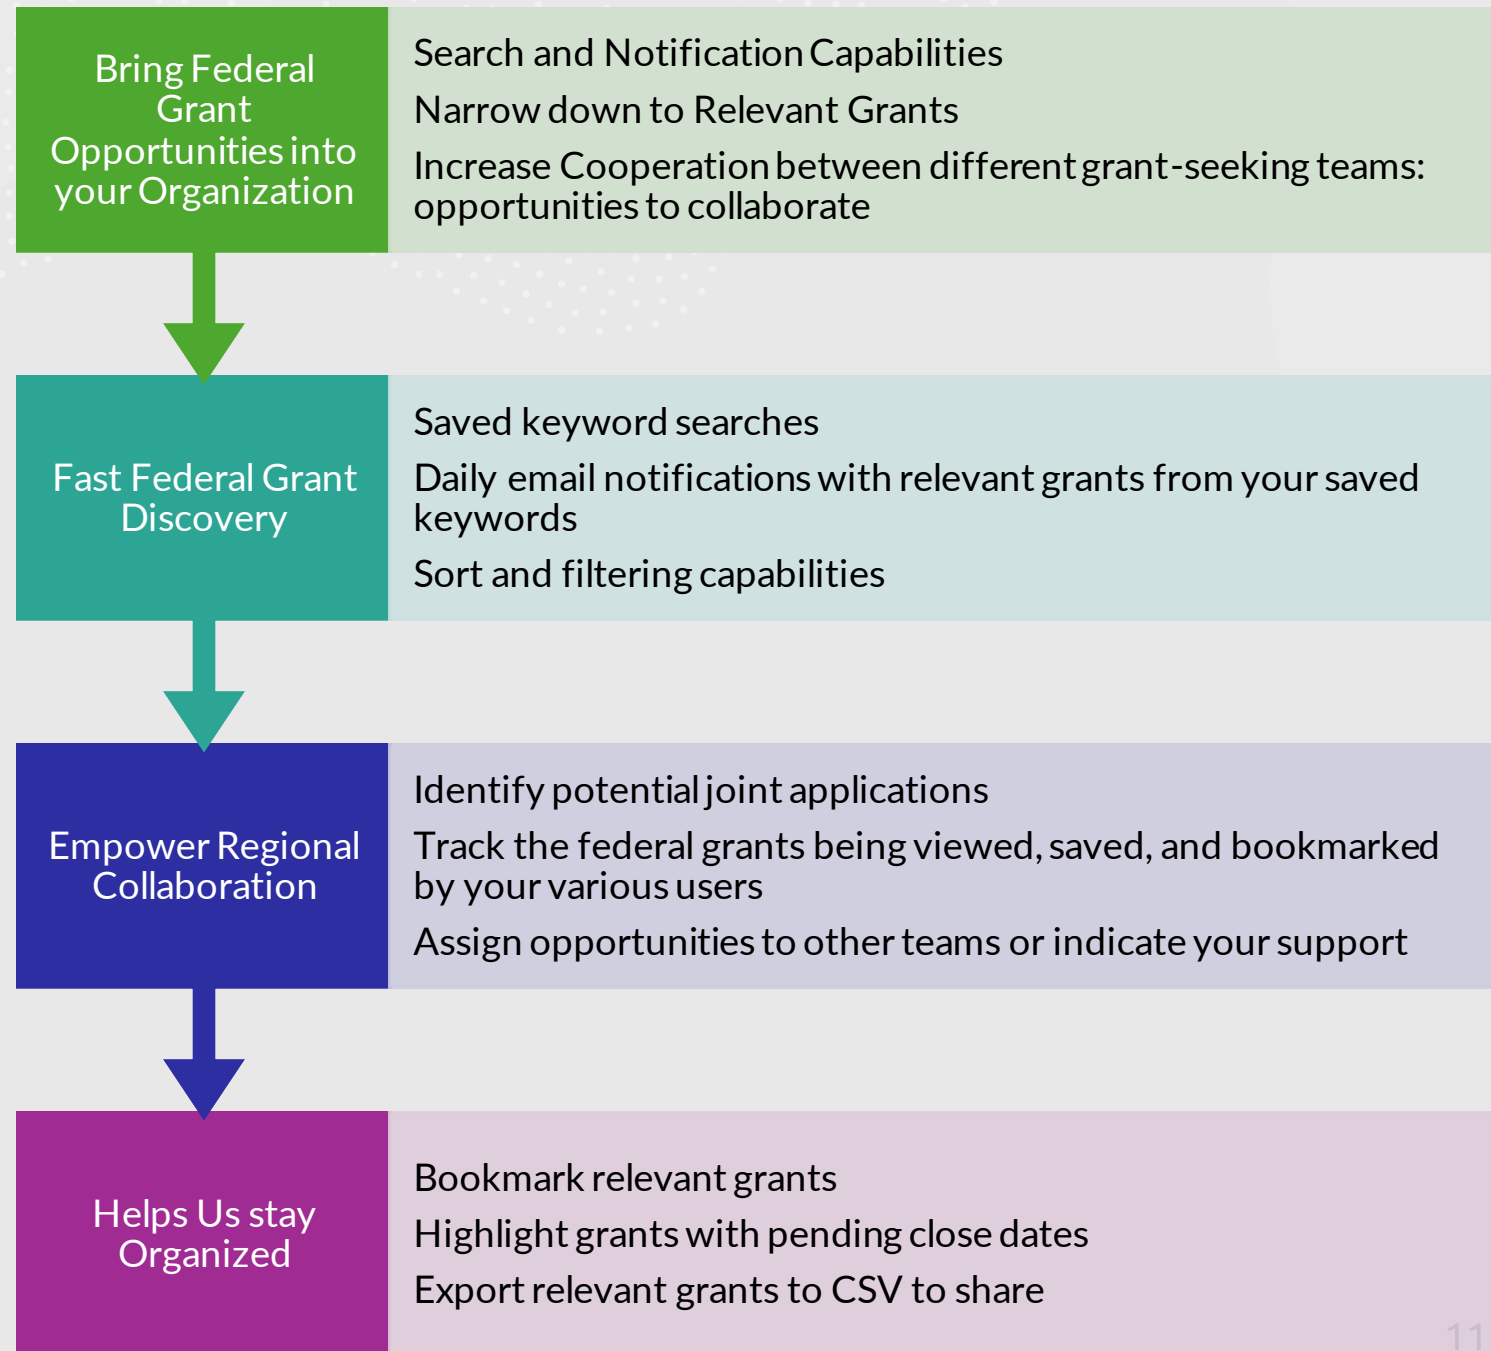 Bring Federal
Grant
Opportunities into
your Organization
Search and Notification Capabilities
Narrow down to Relevant Grants
Increase Cooperation between different grant-seeking teams:
opportunities to collaborate
Fast Federal Grant
Discovery
Saved keyword searches
Daily email notifications with relevant grants from your saved
keywords
Sort and filtering capabilities
Empower Regional
Collaboration
Identify potential joint applications
Track the federal grants being viewed, saved, and bookmarked
by your various users
Assign opportunities to other teams or indicate your support
Helps Us stay
Organized
Bookmark relevant grants
Highlight grants with pending close dates
Export relevant grants to CSV to share
11